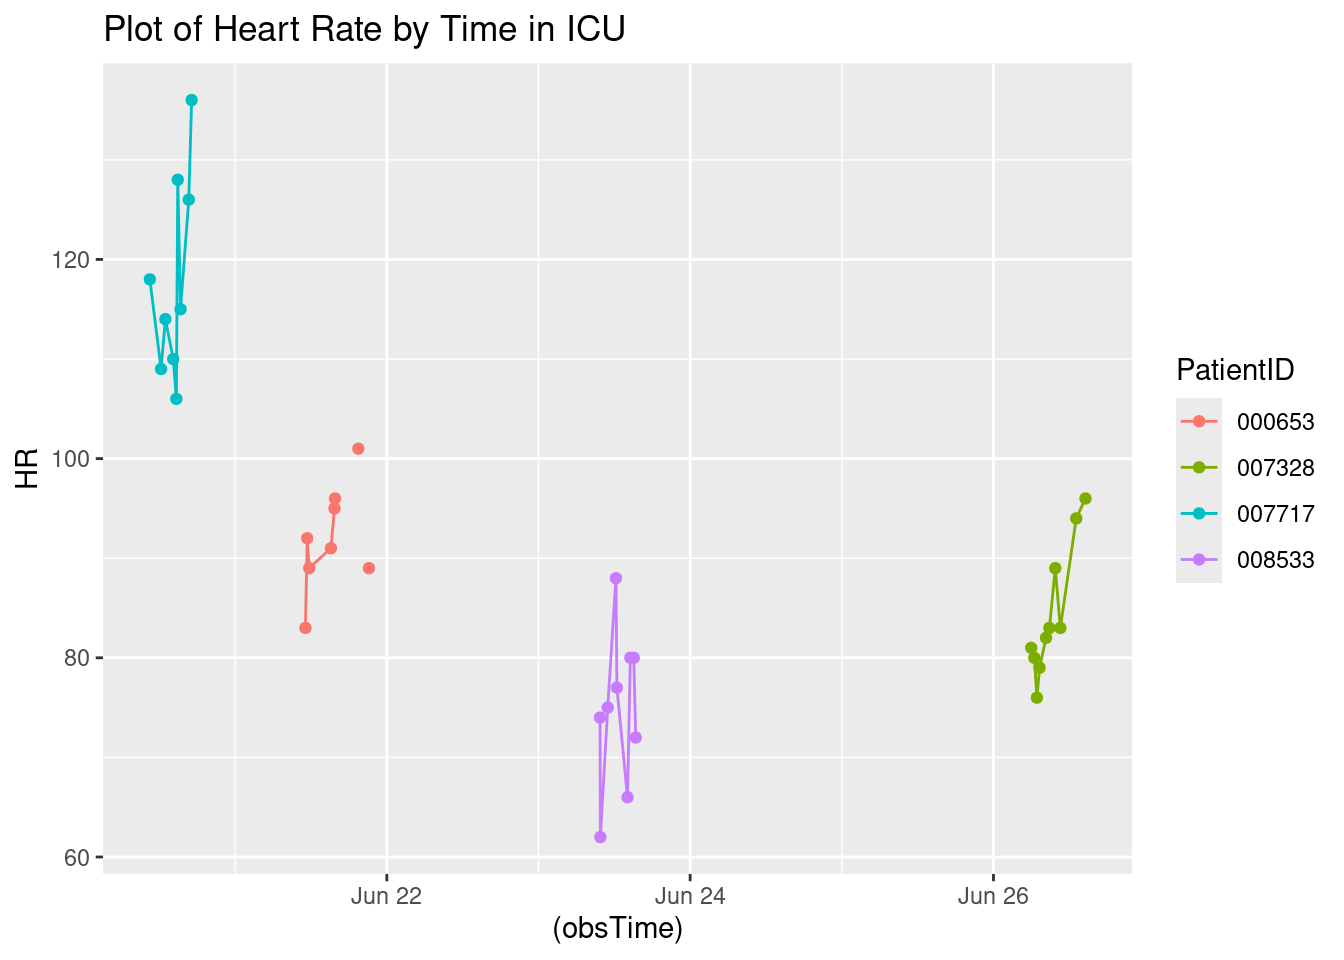 Plot of Heart Rate by Time in ICU
120
100
80
60
HR
Jun 22
Jun 24
Jun 26
(obsTime)
PatientID
000653
007328
007717
008533